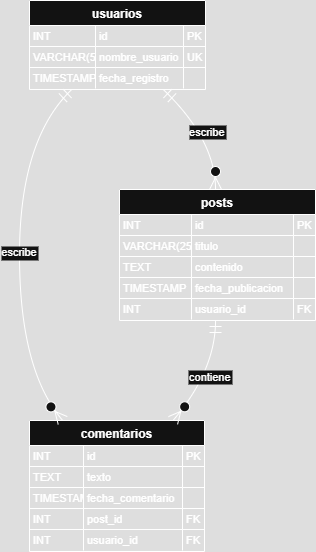 usuarios
INT id PK
VARCHAR(5 nombre_usuario UK
TIMESTAMP fecha_registro
escribe
posts
INT id PK
VARCHAR(25 titulo
escribe
TEXT contenido
TIMESTAMP fecha_publicacion
INT usuario_id FK
contiene
comentarios
INT id PK
TEXT texto
TIMESTAM fecha_comentario
INT post_id FK
INT usuario_id FK